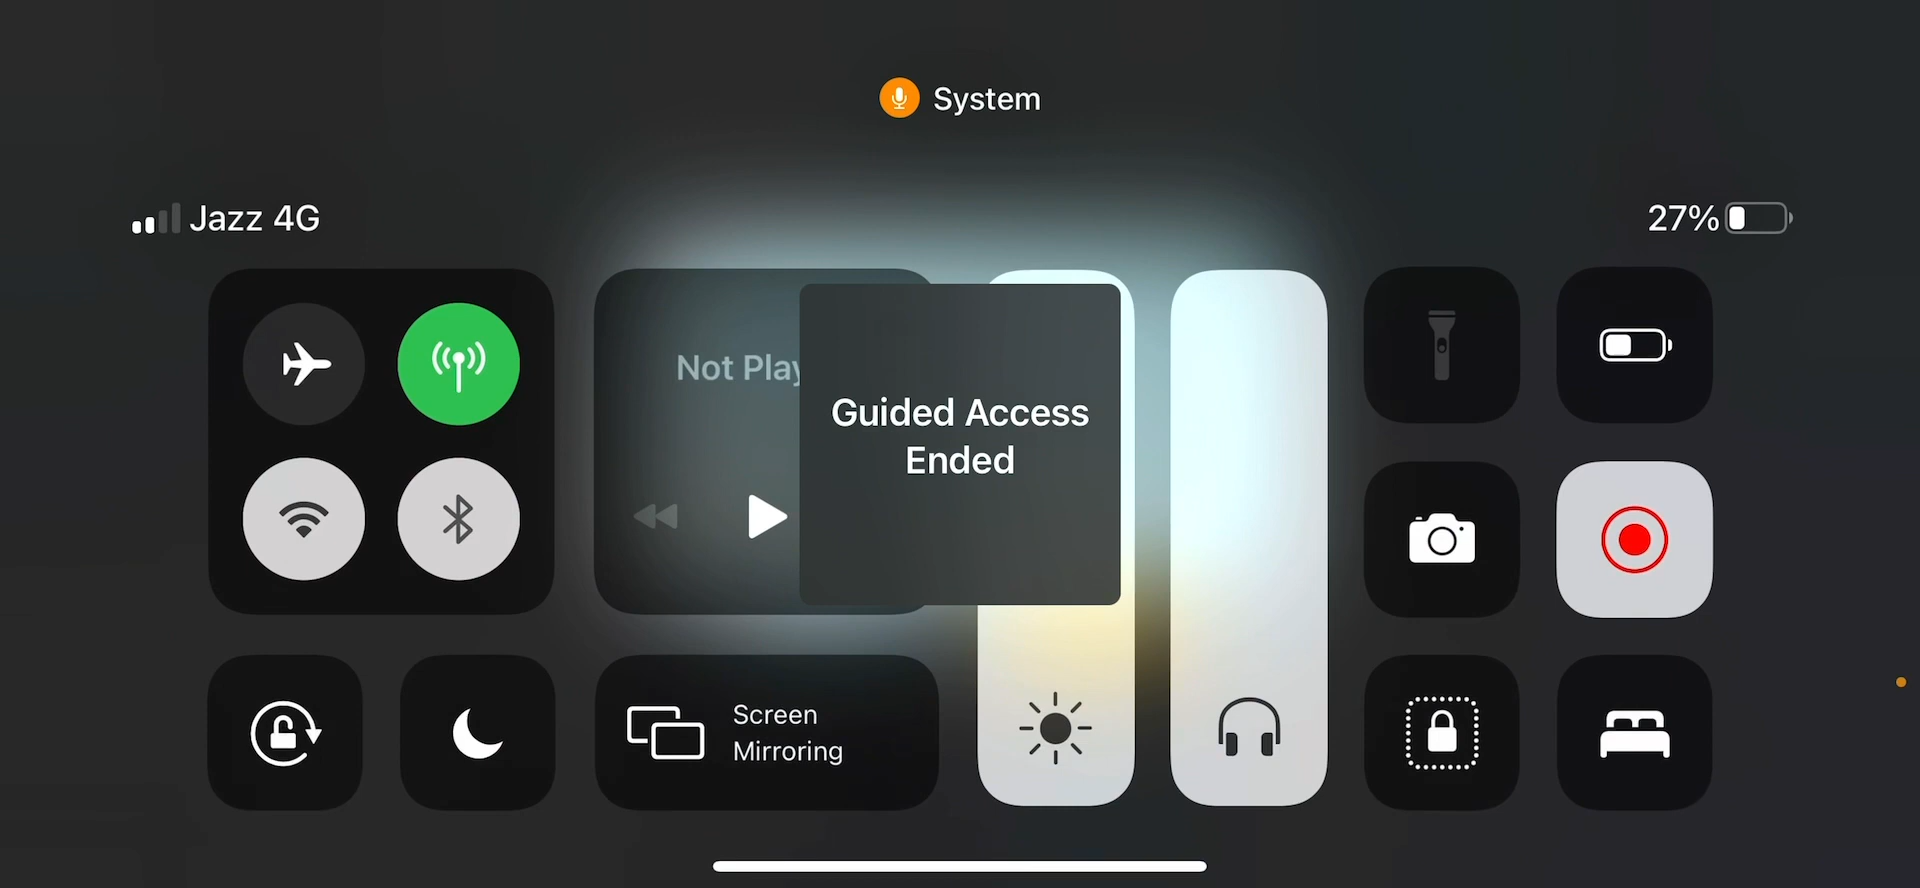 System
Jazz 4G
27%
Not Play
Guided Access
Ended
Screen
Mirroring